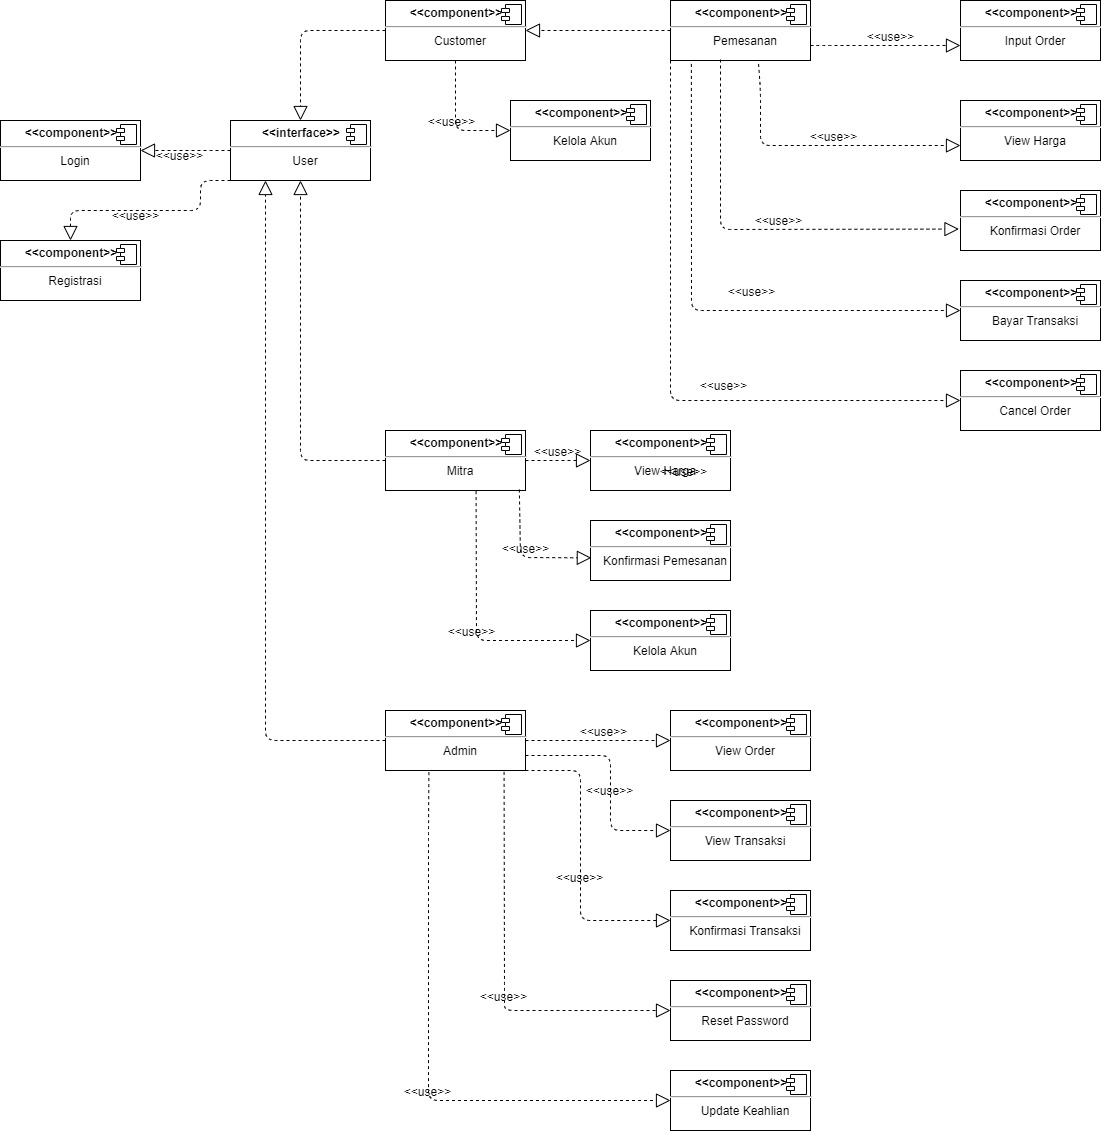 <<component>>
Customer
<<component>>
Pemesanan
<<component>>
Input Order
<<use>>
<<component>>
Login
<<use>>
<<interface>>
User
<<use>>
<<component>>
Kelola Akun
<<use>>
<<component>>
View Harga
<<use>>
<<component>>
Registrasi
<<use>>
<<component>>
Konfirmasi Order
<<use>>
<<component>>
Bayar Transaksi
<<use>>
<<component>>
Cancel Order
<<component>>
Mitra
<<use>>
<<component>>
View Harga
<<use>>
<<use>>
<<component>>
Konfirmasi Pemesanan
<<use>>
<<component>>
Kelola Akun
<<component>>
Admin
<<use>>
<<component>>
View Order
<<use>>
<<component>>
View Transaksi
<<use>>
<<component>>
Konfirmasi Transaksi
<<use>>
<<component>>
Reset Password
<<use>>
<<component>>
Update Keahlian